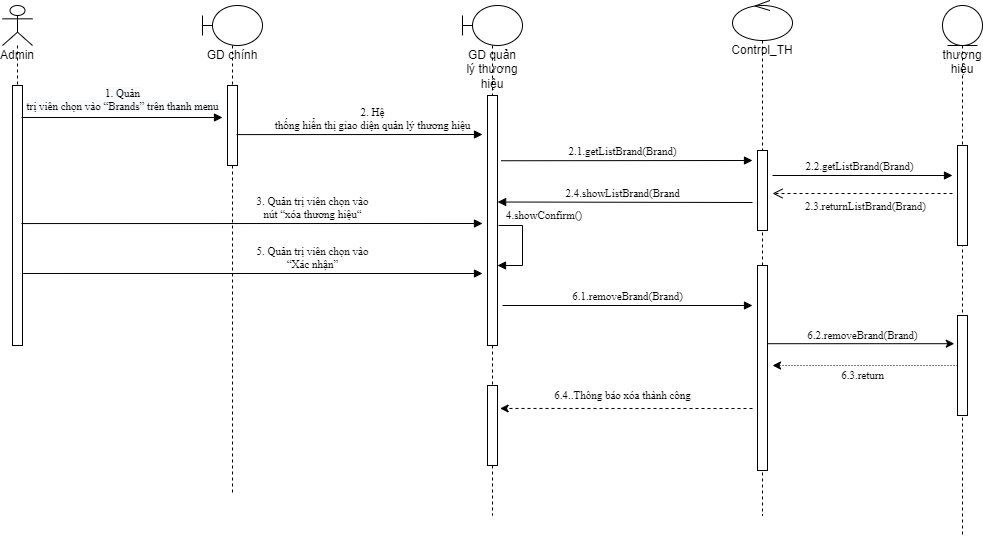 Admin
GD chính
GD quản
lý thương
hiệu
Control_TH
thương
hiệu
1. Quản
trị viên chọn vào “Brands” trên thanh menu
2. Hệ
thống hiển thị giao diện quản lý thương hiệu
2.1.getListBrand(Brand)
2.2.getListBrand(Brand)
2.4.showListBrand(Brand
2.3.returnListBrand(Brand)
3. Quản trị viên chọn vào
nút “xóa thương hiệu“
4.showConfirm()
5. Quản trị viên chọn vào
“Xác nhận”
6.1.removeBrand(Brand)
6.2.removeBrand(Brand)
6.3.return
6.4..Thông báo xóa thành công